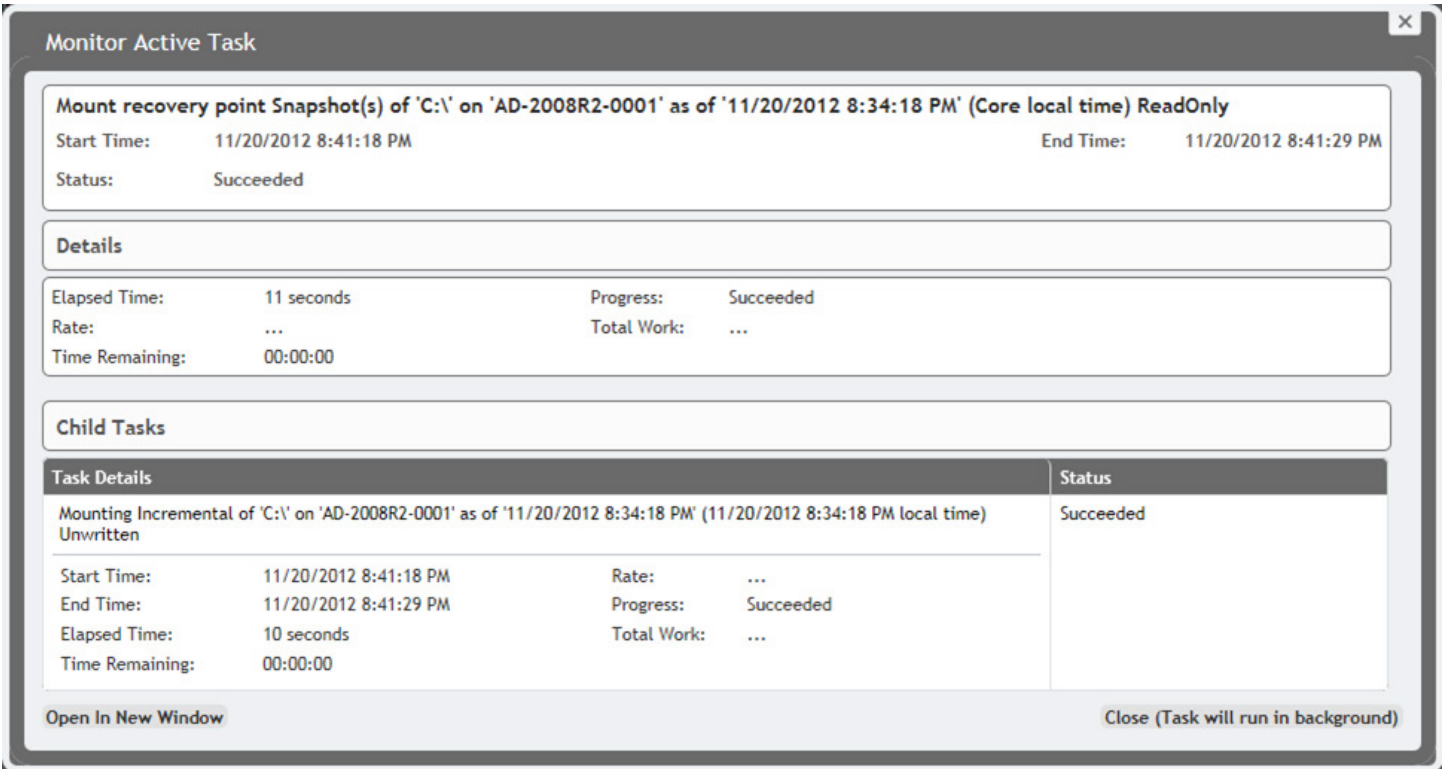 Monitor Active Task
Mount recovery point Snapshot(s) of 'C:\' on 'AD-2008R2-0001' as of '11/20/2012 8:34:18 PM' (Core local time) ReadOnly
Start Time: 11/20/2012 8:41:18 PM End Time: 11/20/2012 8:41:29 PM
Status: Succeeded
Details
Elapsed Time: 11 seconds Progress: Succeeded
Rate: ... Total Work: ...
Time Remaining: 00:00:00
Child Tasks
Task Details Status
Mounting Incremental of 'C:\' on 'AD-2008R2-0001' as of '11/20/2012 8:34:18 PM' (11/20/2012 8:34:18 PM local time) Succeeded
Unwritten
Start Time: 11/20/2012 8:41:18 PM Rate: ...
End Time: 11/20/2012 8:41:29 PM Progress: Succeeded
Elapsed Time: 10 seconds Total Work: ...
Time Remaining: 00:00:00
Open In New Window Close (Task will run in background)